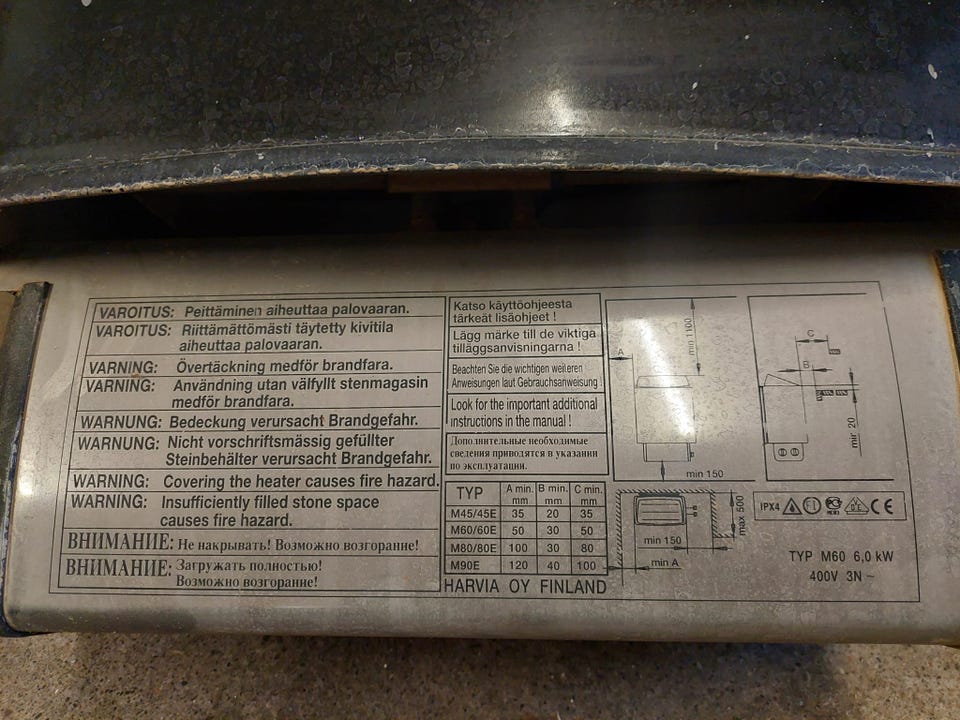 VAROITUS: Peittäminen aiheuttaa palovaaran.
VAROITUS: Riittämättömästi täytetty kivitila
aiheuttaa palovaaran.
VARNING: Övertäckning medför brandfara.
VARNING: Användning utan välfyllt stenmagasin
medför brandfara.
WARNUNG: Bedeckung verursacht Brandgefahr.
WARNUNG: Nicht vorschriftsmässig gefüllter
Steinbehälter verursacht Brandgefahr.
WARNING: Covering the heater causes fire hazard.
WARNING: Insufficiently filled stone space
causes fire hazard.
ВНИМАНИЕ: Не накрывать! Возможно возгорание!
ВНИМАНИЕ: Загружать полностью!
Возможно возгорание!
Katso käyttöohjeesta
tärkeät lisäohjeet !
Lägg märke till de viktiga
tilläggsanvisningarna !
Beachten Sie die wichtigen weiteren
Anweisungen laut Gebrauchsanweisung !
Look for the important additional
instructions in the manual !
Дополнительные необходимые
сведения приводятся в указании
по эксплуатации.
TYP A min. mm B min. mm C min. mm
M45/45E 35 20 35
M60/60E 50 30 50
M80/80E 100 30 80
M90E 120 40 100
HARVIA OY FINLAND
A
min 1100
min 150
C
B
min 20
min 150
max 500
min A
IPX4 CE
TYP M60 6,0 kW
400V 3N ~